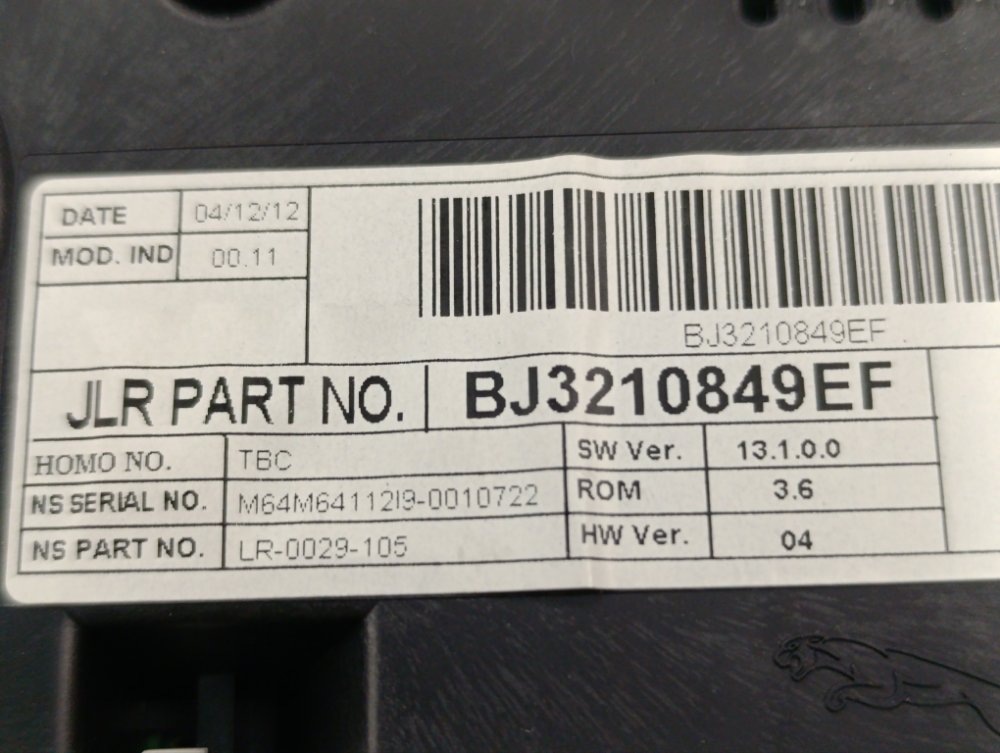 DATE 04/12/12
MOD. IND 00.11
BJ3210849EF
JLR PART NO. BJ3210849EF
HOMO NO. TBC SW Ver. 13.1.0.0
NS SERIAL NO. M64M64112I9-0010722 ROM 3.6
NS PART NO. LR-0029-105 HW Ver. 04